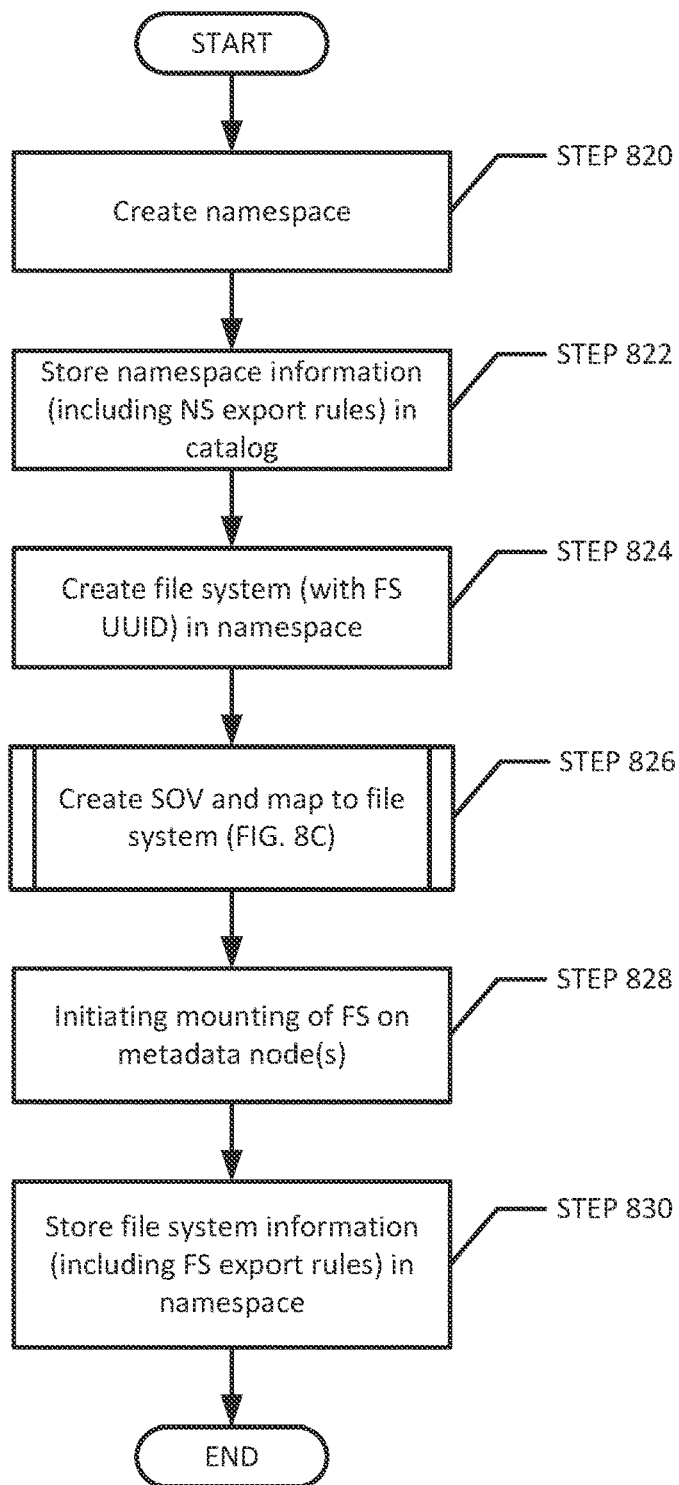 START
STEP 820
Create namespace
STEP 822
Store namespace information
(including NS export rules) in
catalog
STEP 824
Create file system (with FS
UUID) in namespace
STEP 826
Create SOV and map to file
system (FIG. 8C)
STEP 828
Initiating mounting of FS on
metadata node(s)
STEP 830
Store file system information
(including FS export rules) in
namespace
END